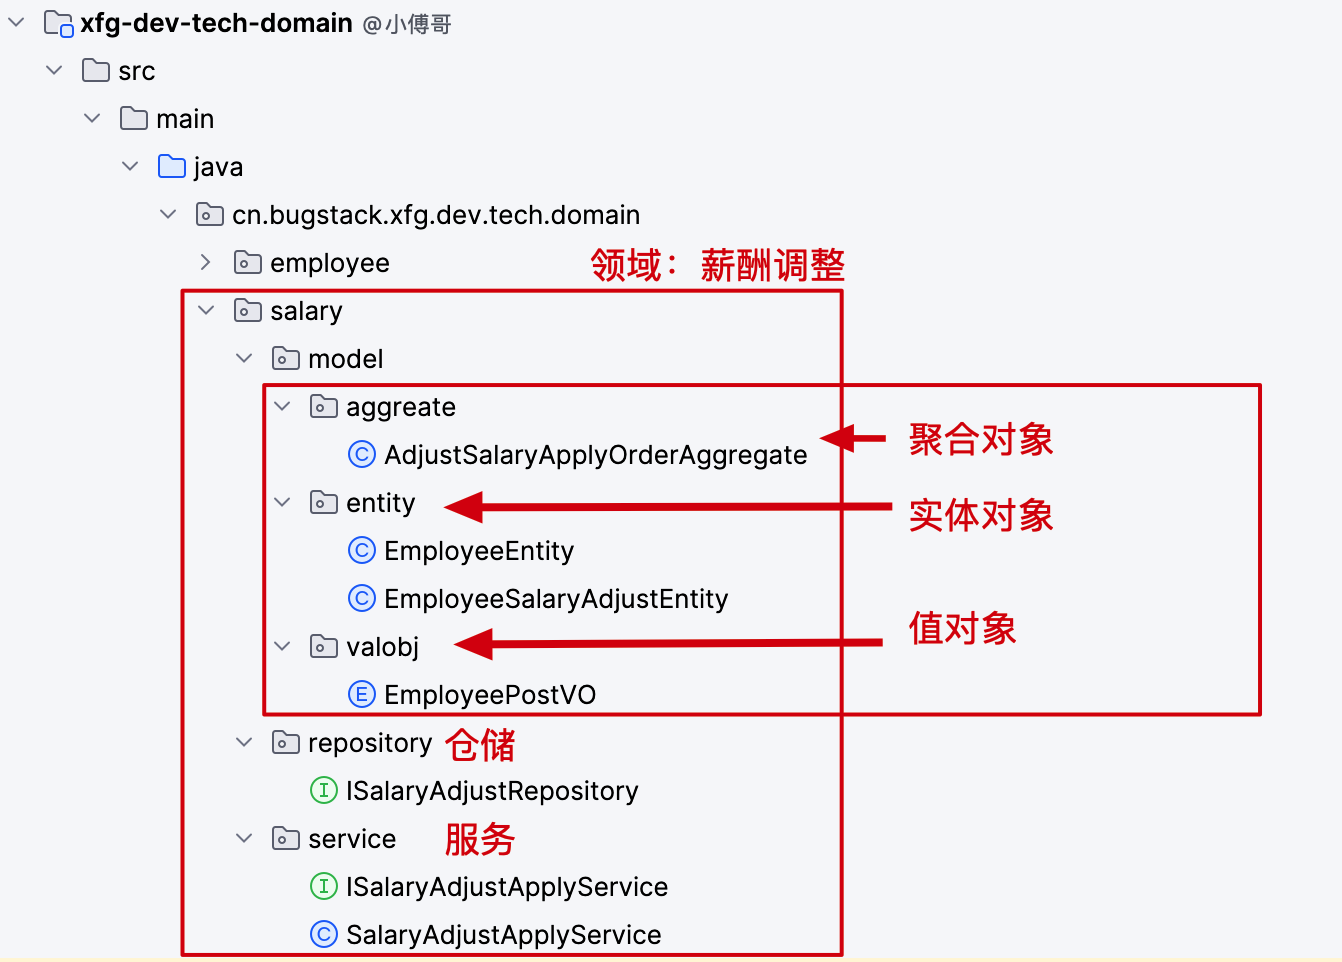 xfg-dev-tech-domain @小傅哥
src
main
java
cn.bugstack.xfg.dev.tech.domain
employee
领域：薪酬调整
salary
model
aggreate
AdjustSalaryApplyOrderAggregate
聚合对象
entity
实体对象
EmployeeEntity
EmployeeSalaryAdjustEntity
valobj
值对象
EmployeePostVO
repository 仓储
ISalaryAdjustRepository
service 服务
ISalaryAdjustApplyService
SalaryAdjustApplyService